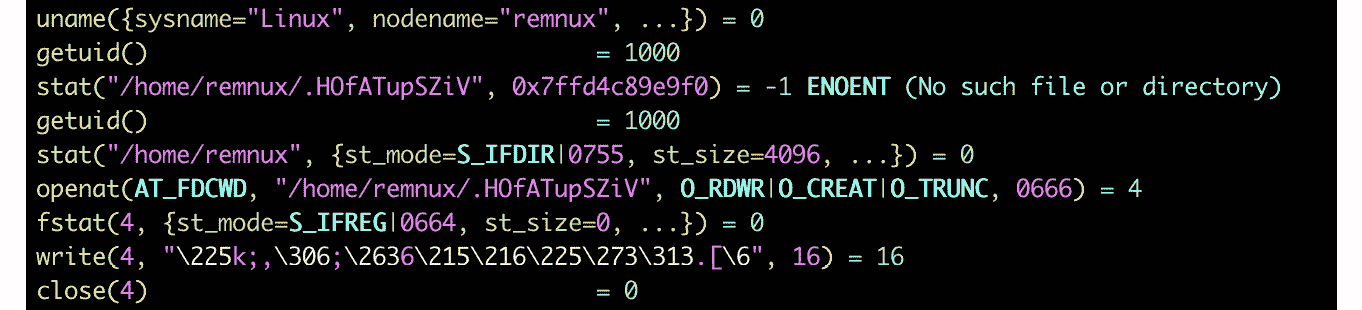 uname({sysname="Linux", nodename="remnux", ...}) = 0
getuid() = 1000
stat("/home/remnux/.HOfATupSZiV", 0x7ffd4c89e9f0) = -1 ENOENT (No such file or directory)
getuid() = 1000
stat("/home/remnux", {st_mode=S_IFDIR|0755, st_size=4096, ...}) = 0
openat(AT_FDCWD, "/home/remnux/.HOfATupSZiV", O_RDWR|O_CREAT|O_TRUNC, 0666) = 4
fstat(4, {st_mode=S_IFREG|0664, st_size=0, ...}) = 0
write(4, "\225k;,\306;\2636\215\216\225\273\313.[\6", 16) = 16
close(4) = 0